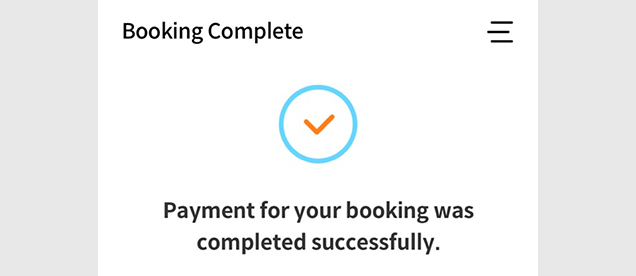 Booking Complete
Payment for your booking was
completed successfully.